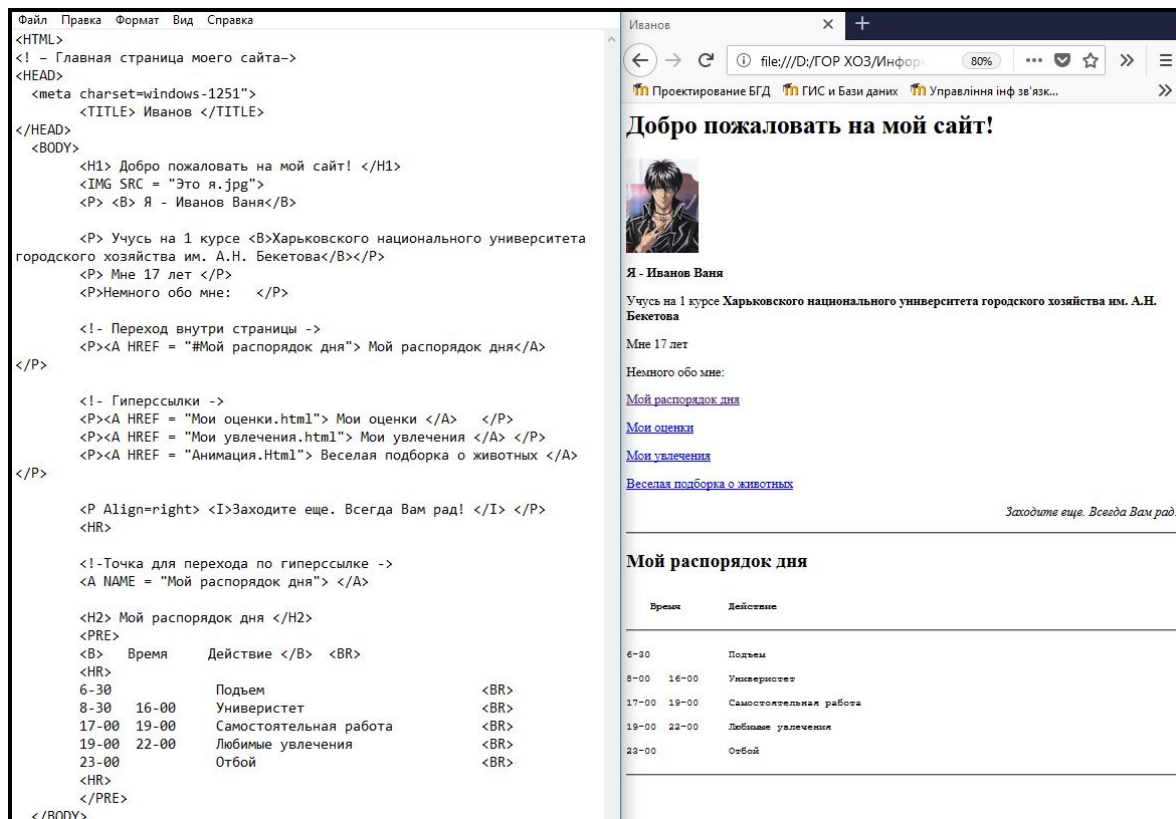 Файл Правка Формат Вид Справка
<HTML>
<! – Главная страница моего сайта–>
<HEAD>
<meta charset=windows-1251">
<TITLE> Иванов </TITLE>
</HEAD>
<BODY>
<H1> Добро пожаловать на мой сайт! </H1>
<IMG SRC = "Это я.jpg">
<P> <B> Я - Иванов Ваня</B>
<P> Учусь на 1 курсе <B>Харьковского национального университета
городского хозяйства им. А.Н. Бекетова</B></P>
<P> Мне 17 лет </P>
<P>Немного обо мне: </P>
<!- Переход внутри страницы ->
<P><A HREF = "#Мой распорядок дня"> Мой распорядок дня</A>
</P>
<!- Гиперссылки ->
<P><A HREF = "Мои оценки.html"> Мои оценки </A> </P>
<P><A HREF = "Мои увлечения.html"> Мои увлечения </A> </P>
<P><A HREF = "Анимация.Html"> Веселая подборка о животных </A>
</P>
<P Align=right> <I>Заходите еще. Всегда Вам рад! </I> </P>
<HR>
<!-Точка для перехода по гиперссылке ->
<A NAME = "Мой распорядок дня"> </A>
<H2> Мой распорядок дня </H2>
<PRE>
<B> Время Действие </B> <BR>
<HR>
6-30 Подъем <BR>
8-30 16-00 Универистет <BR>
17-00 19-00 Самостоятельная работа <BR>
19-00 22-00 Любимые увлечения <BR>
23-00 Отбой <BR>
<HR>
</PRE>
</BODY>
Иванов
file:///D:/ГОР ХОЗ/Информ 80%
Проектирование БГД ГИС и Бази даних Управління інф зв'язк...
Добро пожаловать на мой сайт!
Я - Иванов Ваня
Учусь на 1 курсе Харьковского национального университета городского хозяйства им. А.Н.
Бекетова
Мне 17 лет
Немного обо мне:
Мой распорядок дня
Мои оценки
Мои увлечения
Веселая подборка о животных
Заходите еще. Всегда Вам рад!
Мой распорядок дня
Время Действие
6-30 Подъем
8-00 16-00 Универистет
17-00 19-00 Самостоятельная работа
19-00 22-00 Любимые увлечения
23-00 Отбой